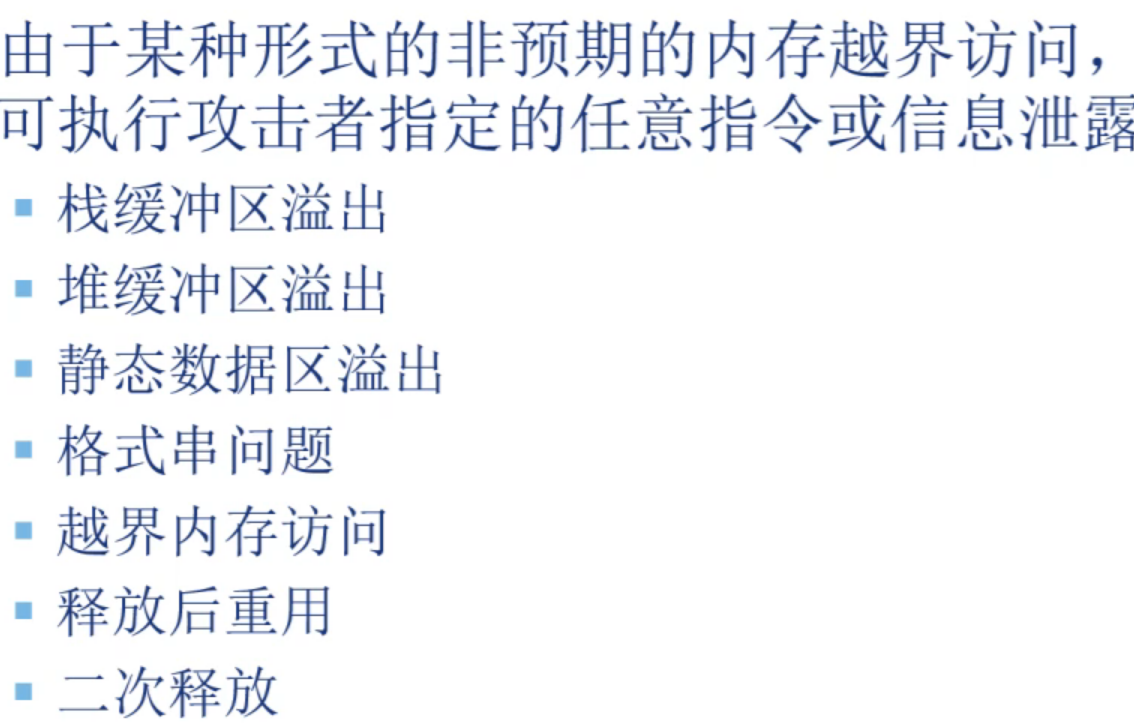 由于某种形式的非预期的内存越界访问，
可执行攻击者指定的任意指令或信息泄露
栈缓冲区溢出
堆缓冲区溢出
静态数据区溢出
格式串问题
越界内存访问
释放后重用
二次释放